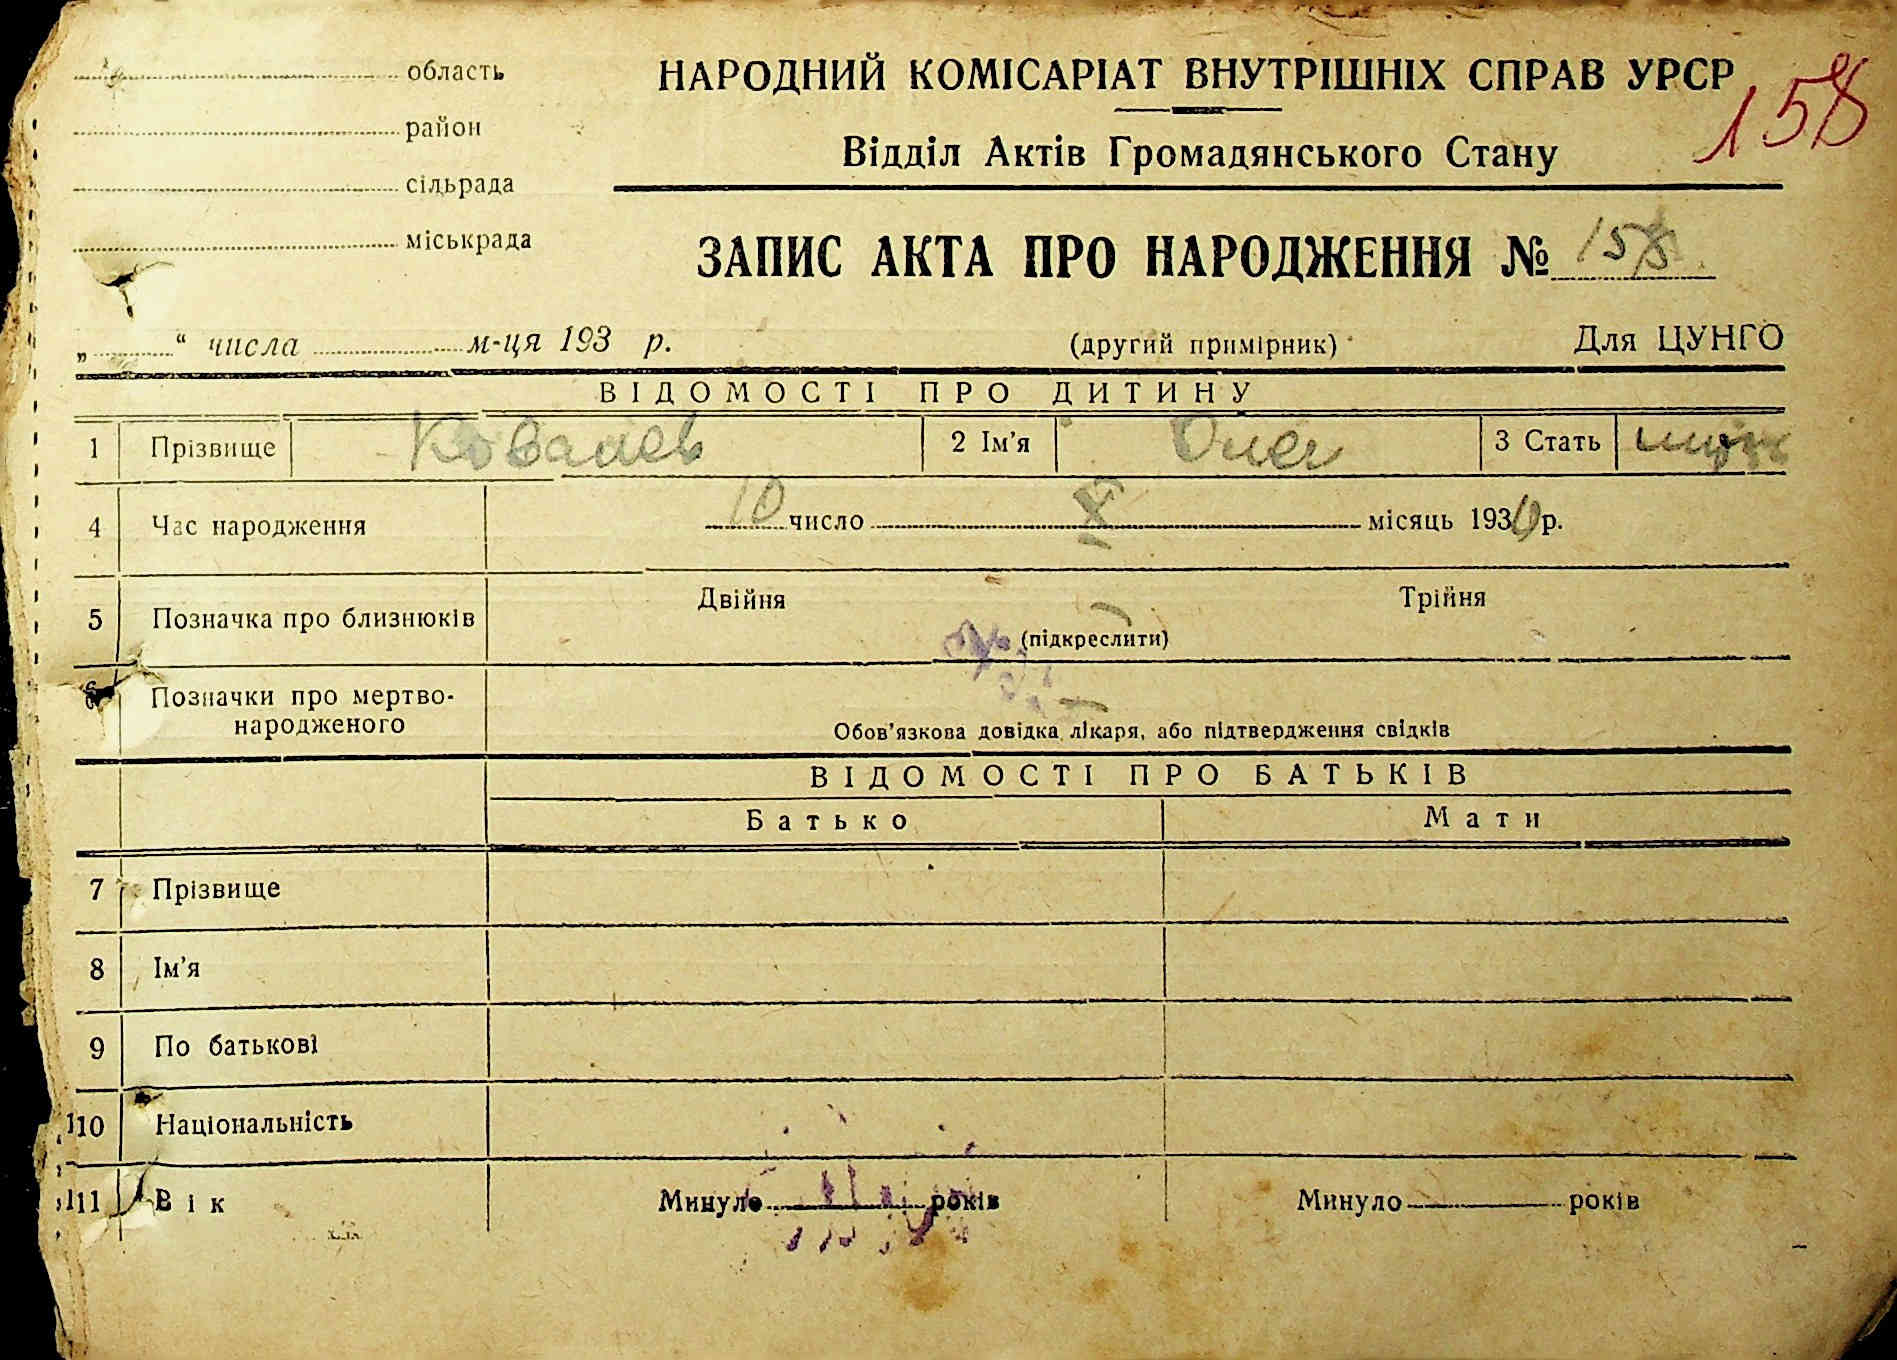 область
НАРОДНИЙ КОМІСАРІАТ ВНУТРІШНІХ СПРАВ УРСР
158
район
Відділ Актів Громадянського Стану
сільрада
міськрада
ЗАПИС АКТА ПРО НАРОДЖЕННЯ № 158
„ “ числа м-ця 193 р. (другий примірник) Для ЦУНГО
ВІДОМОСТІ ПРО ДИТИНУ
1 Прізвище Ковалев 2 Ім'я Олег 3 Стать
4 Час народження 10 число X місяць 193 р.
5 Позначка про близнюків Двійня Трійня
(підкреслити)
6 Позначки про мертво-
народженого
Обов'язкова довідка лікаря, або підтвердження свідків
ВІДОМОСТІ ПРО БАТЬКІВ
Батько Мати
7 Прізвище
8 Ім'я
9 По батькові
10 Національність
11 Вік Минуло років Минуло років